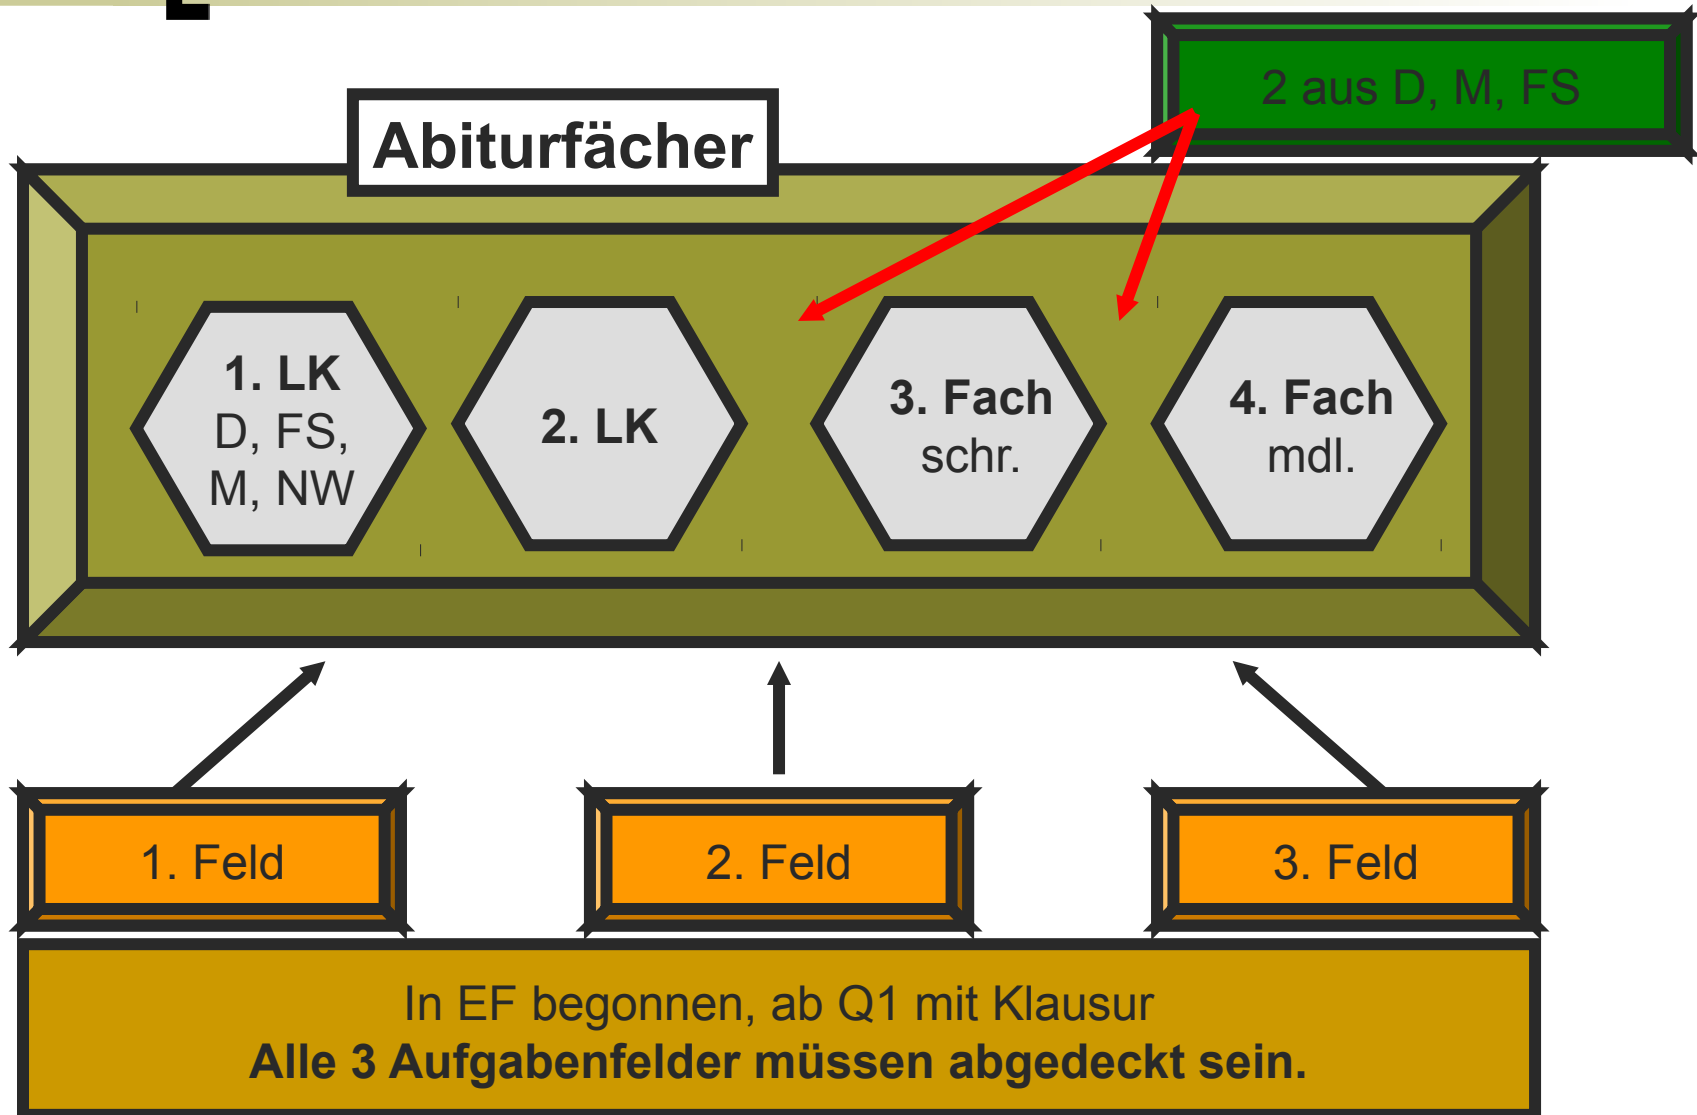 2 aus D, M, FS
Abiturfächer
1. LK
D, FS,
M, NW
2. LK
3. Fach
schr.
4. Fach
mdl.
1. Feld
2. Feld
3. Feld
In EF begonnen, ab Q1 mit Klausur
Alle 3 Aufgabenfelder müssen abgedeckt sein.